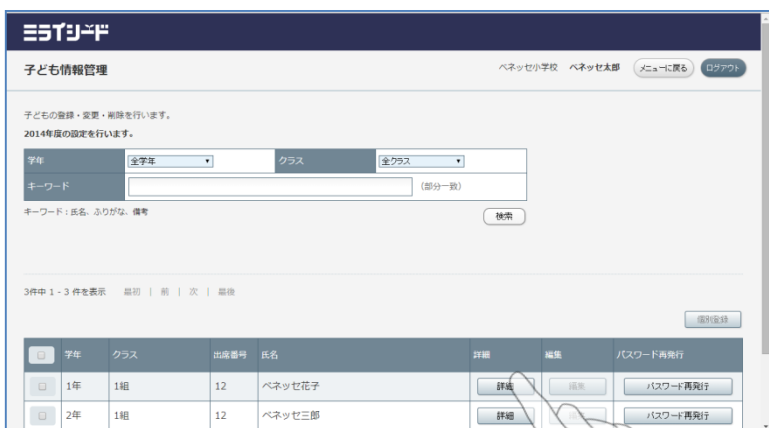 ミライシード
子ども情報管理 ベネッセ小学校 ベネッセ太郎 メニューに戻る ログアウト
子どもの登録・変更・削除を行います。
2014年度の設定を行います。
学年 全学年 クラス 全クラス
キーワード (部分一致)
キーワード：氏名、ふりがな、備考 検索
3件中 1 - 3 件を表示 最初 | 前 | 次 | 最後
個別登録
学年 クラス 出席番号 氏名 詳細 編集 パスワード再発行
1年 1組 12 ベネッセ花子 詳細 編集 パスワード再発行
2年 1組 12 ベネッセ三郎 詳細 編集 パスワード再発行